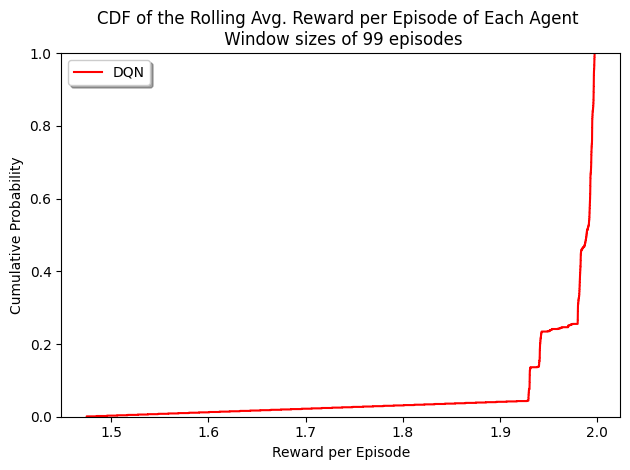 CDF of the Rolling Avg. Reward per Episode of Each Agent
Window sizes of 99 episodes
DQN
Cumulative Probability
1.0
0.8
0.6
0.4
0.2
0.0
1.5 1.6 1.7 1.8 1.9 2.0
Reward per Episode